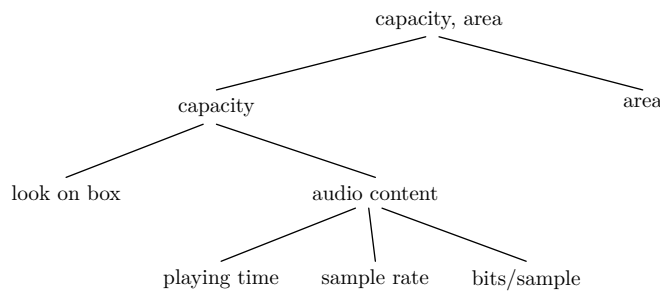 capacity, area
capacity
area
look on box
audio content
playing time
sample rate
bits/sample